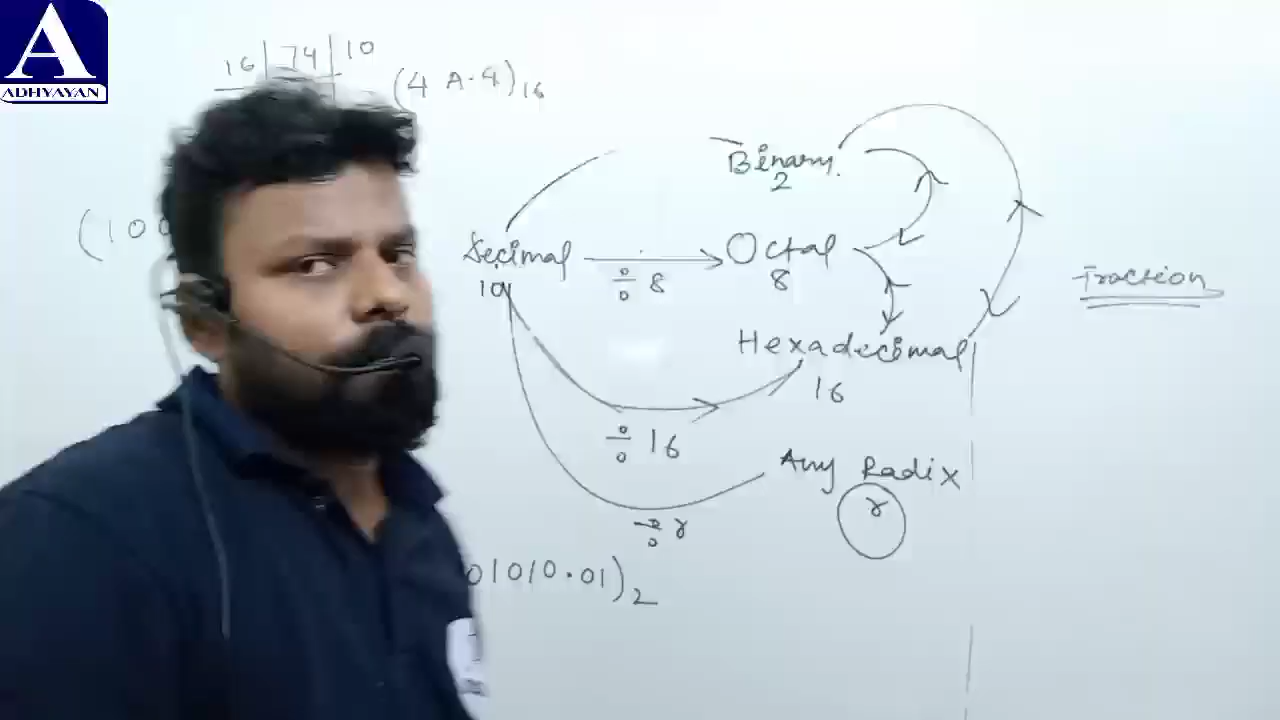 A
ADHYAYAN
16 | 74 | 10
(4 A.4)16
Binary
2
(10
Decimal
10
÷ 8
Octal
8
Fraction
Hexadecimal
16
÷ 16
Any Radix
r
÷ r
01010.01)2